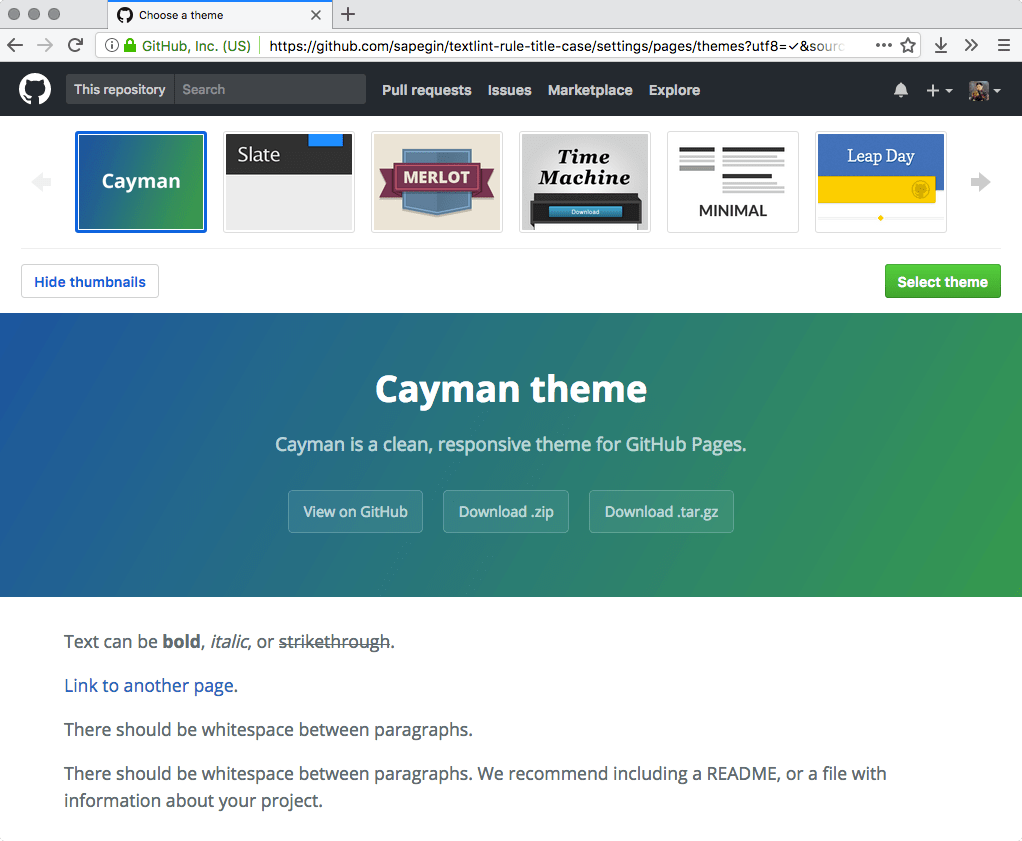 Choose a theme
GitHub, Inc. (US)
https://github.com/sapegin/textlint-rule-title-case/settings/pages/themes?utf8=✓&sourc
This repository
Search
Pull requests
Issues
Marketplace
Explore
Cayman
Slate
MERLOT
Time
Machine
Download
MINIMAL
Leap Day
Hide thumbnails
Select theme
Cayman theme
Cayman is a clean, responsive theme for GitHub Pages.
View on GitHub
Download .zip
Download .tar.gz
Text can be bold, italic, or strikethrough.
Link to another page.
There should be whitespace between paragraphs.
There should be whitespace between paragraphs. We recommend including a README, or a file with
information about your project.